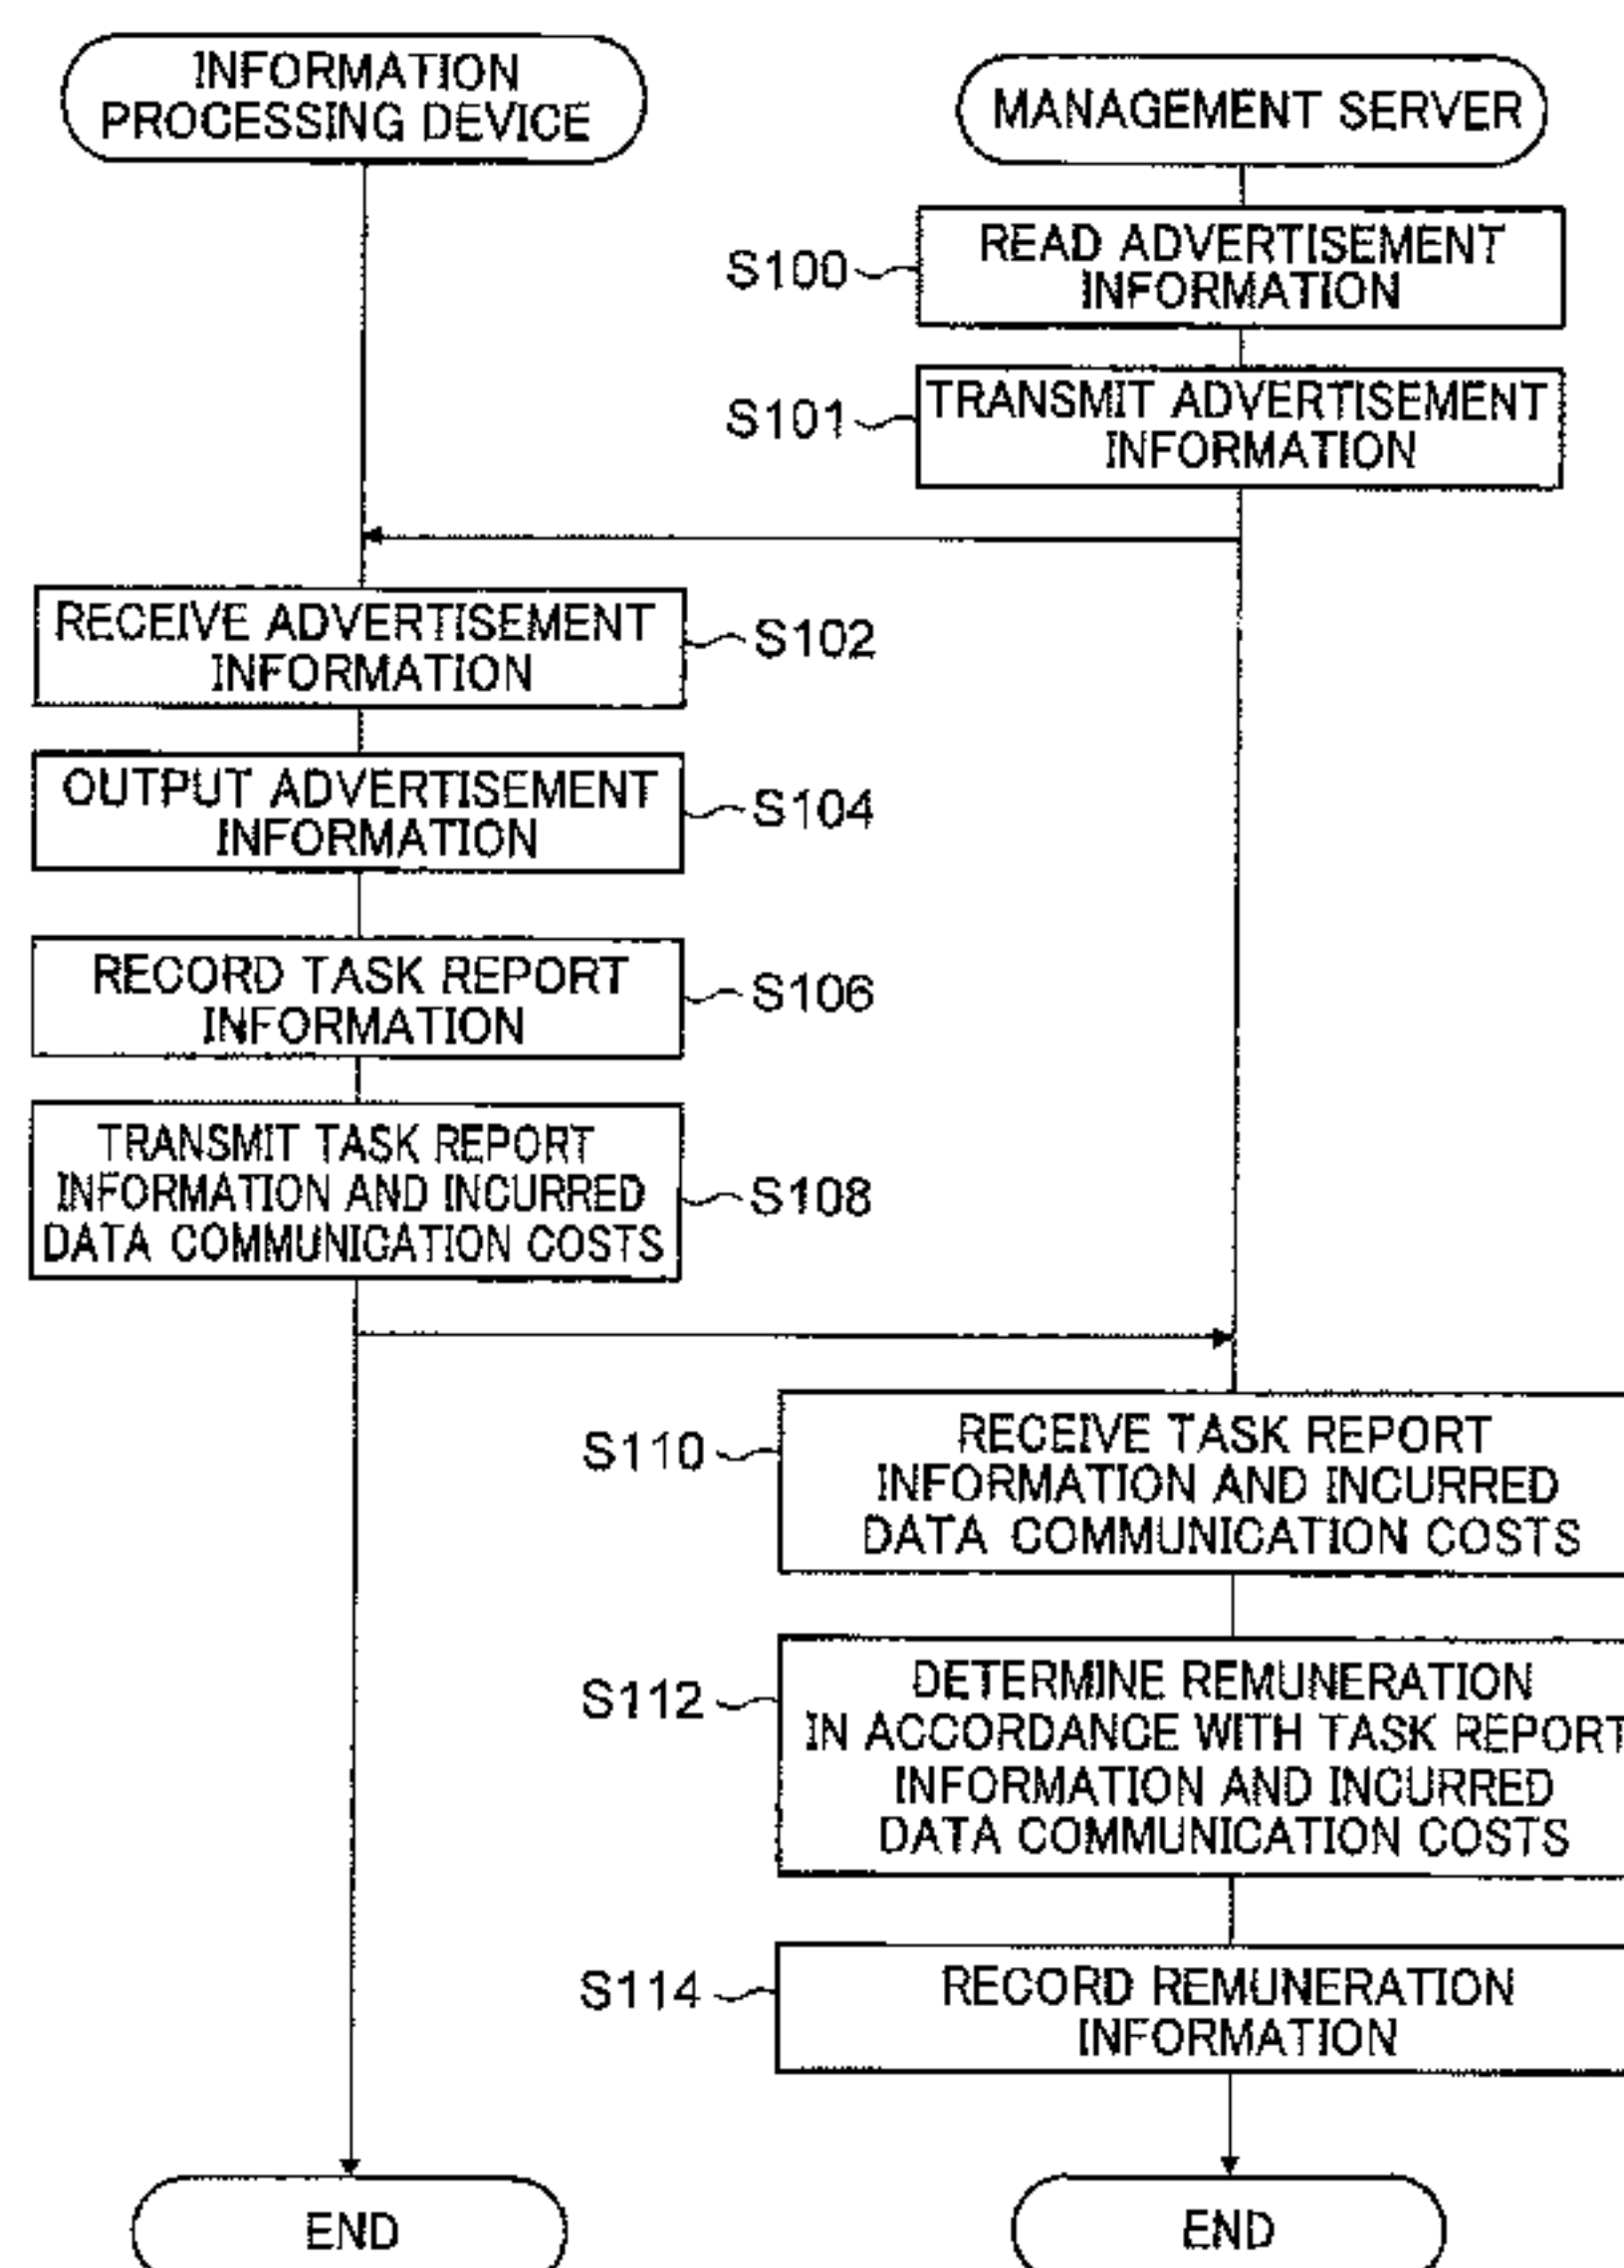 INFORMATION
PROCESSING DEVICE
MANAGEMENT SERVER
S100
READ ADVERTISEMENT
INFORMATION
S101
TRANSMIT ADVERTISEMENT
INFORMATION
RECEIVE ADVERTISEMENT
INFORMATION
S102
OUTPUT ADVERTISEMENT
INFORMATION
S104
RECORD TASK REPORT
INFORMATION
S106
TRANSMIT TASK REPORT
INFORMATION AND INCURRED
DATA COMMUNICATION COSTS
S108
S110
RECEIVE TASK REPORT
INFORMATION AND INCURRED
DATA COMMUNICATION COSTS
S112
DETERMINE REMUNERATION
IN ACCORDANCE WITH TASK REPORT
INFORMATION AND INCURRED
DATA COMMUNICATION COSTS
S114
RECORD REMUNERATION
INFORMATION
END
END